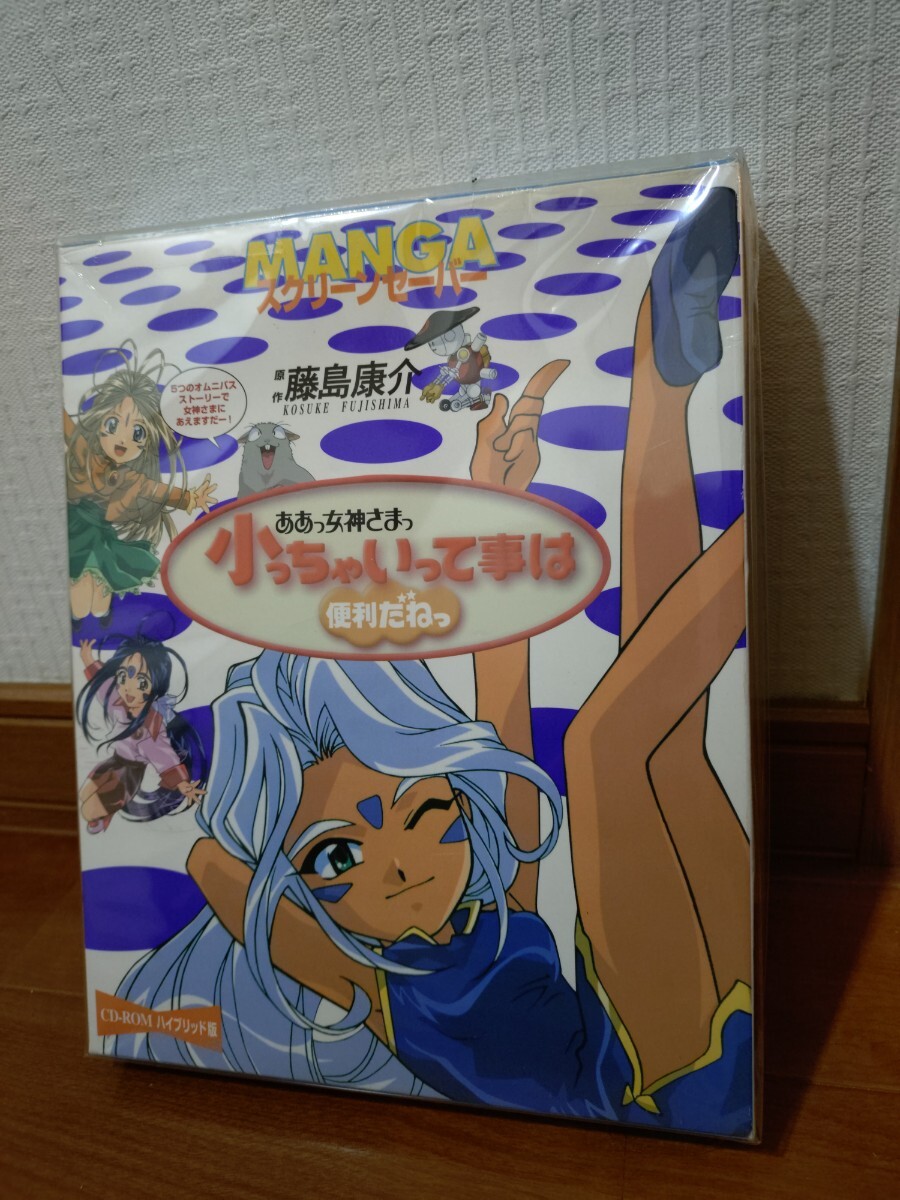 MANGA
スクリーンセーバー
原作 藤島康介
KOSUKE FUJISHIMA
5つのオムニバス
ストーリーで
女神さまに
あえますだー!
ああっ女神さまっ
小っちゃいって事は
便利だねっ
CD-ROM ハイブリッド版